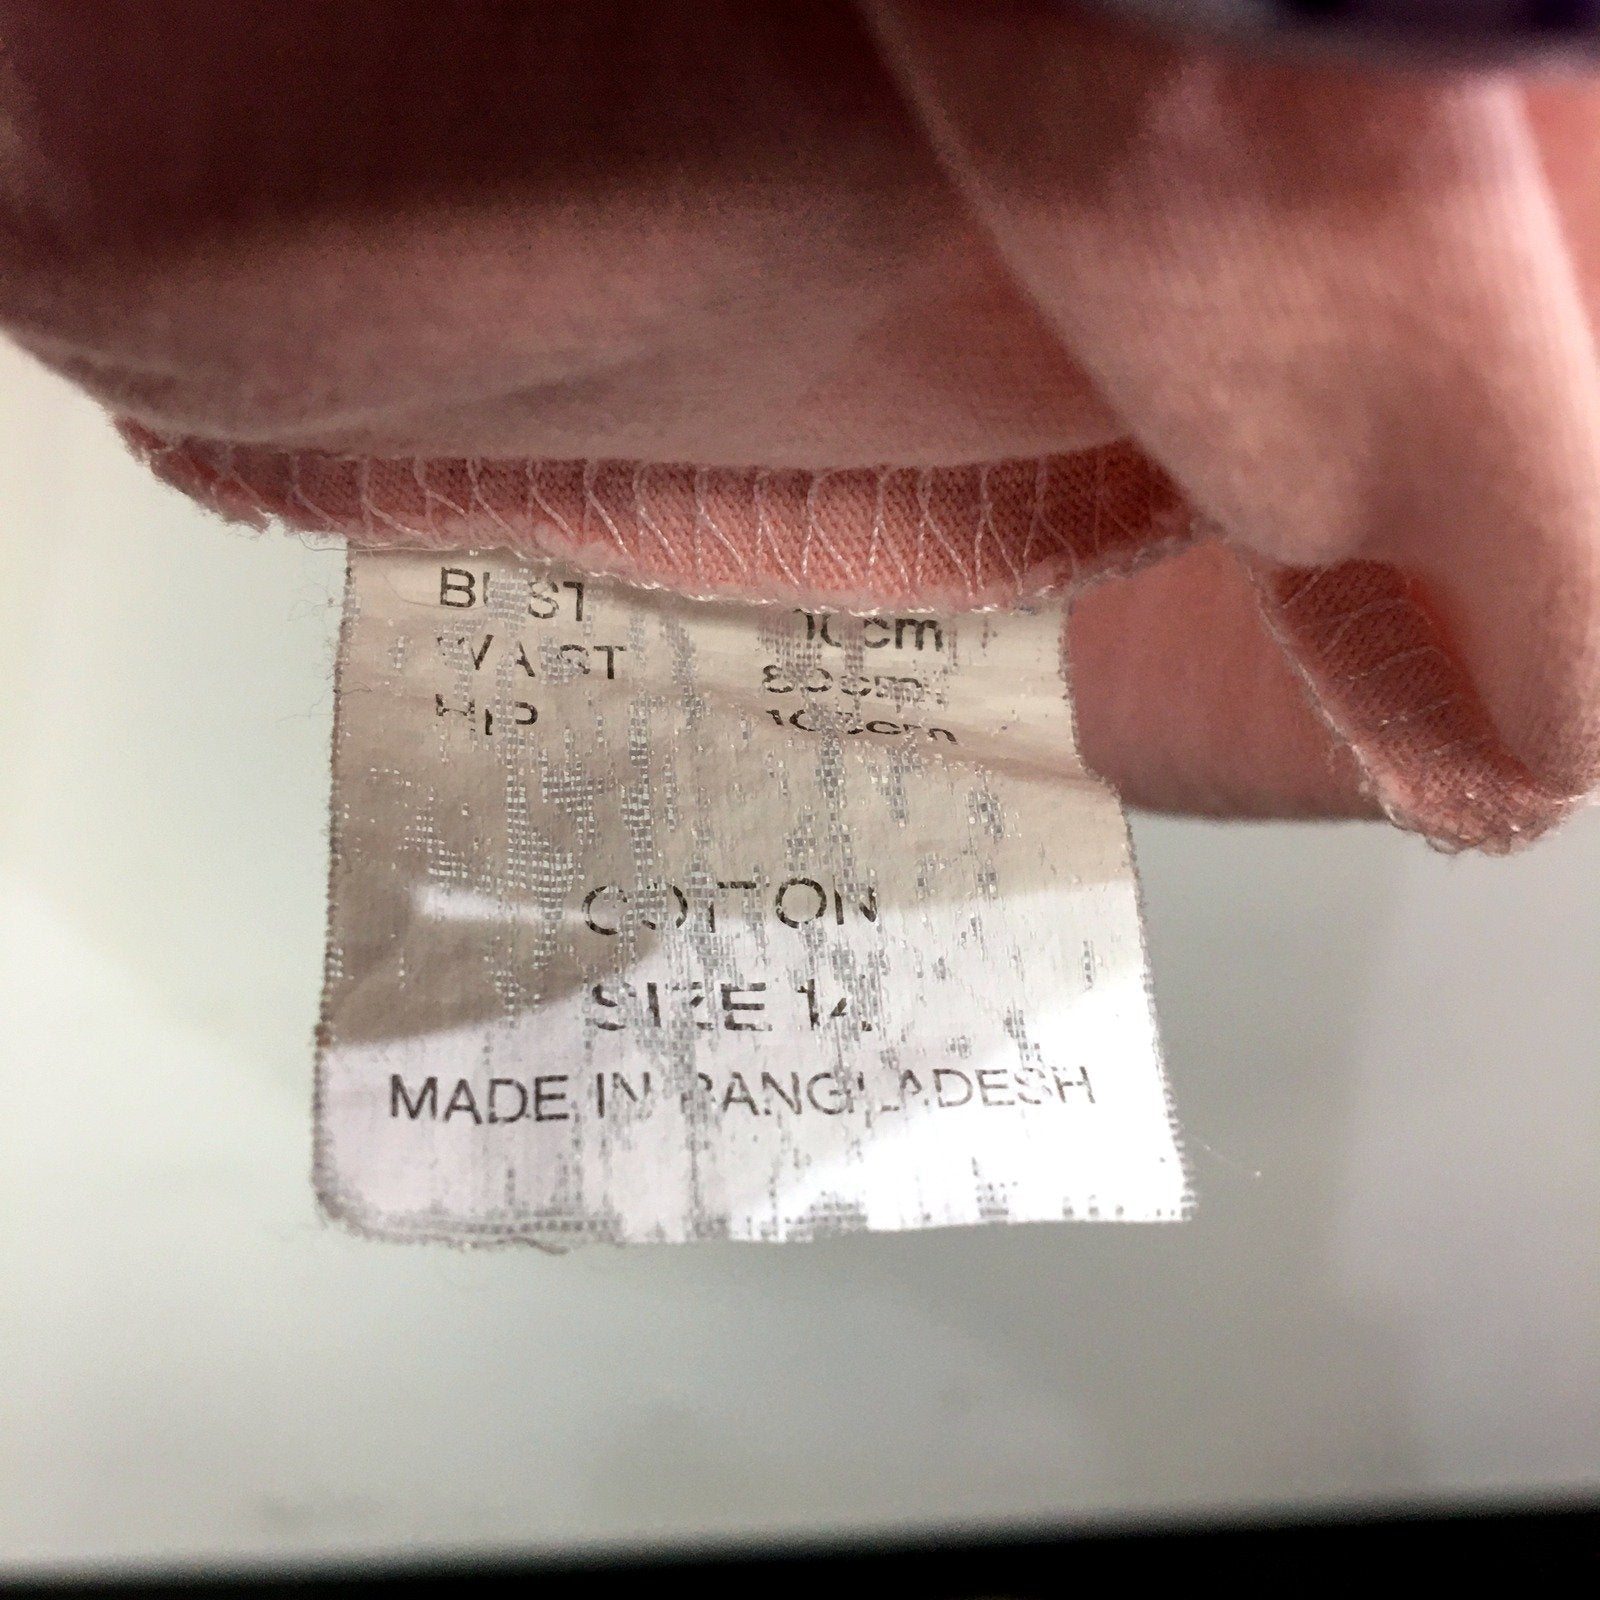 BUST
WAIST
HIP
COTTON
SIZE 14
MADE IN BANGLADESH